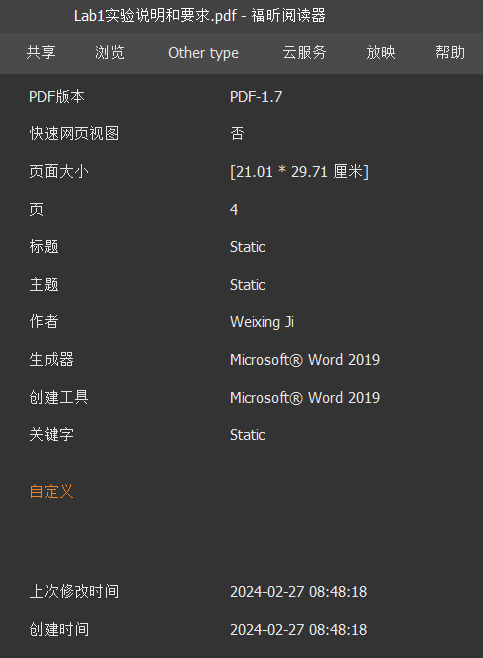 Lab1实验说明和要求.pdf - 福昕阅读器
共享 浏览 Other type 云服务 放映 帮助
PDF版本 PDF-1.7
快速网页视图 否
页面大小 [21.01 * 29.71 厘米]
页 4
标题 Static
主题 Static
作者 Weixing Ji
生成器 Microsoft® Word 2019
创建工具 Microsoft® Word 2019
关键字 Static
自定义
上次修改时间 2024-02-27 08:48:18
创建时间 2024-02-27 08:48:18